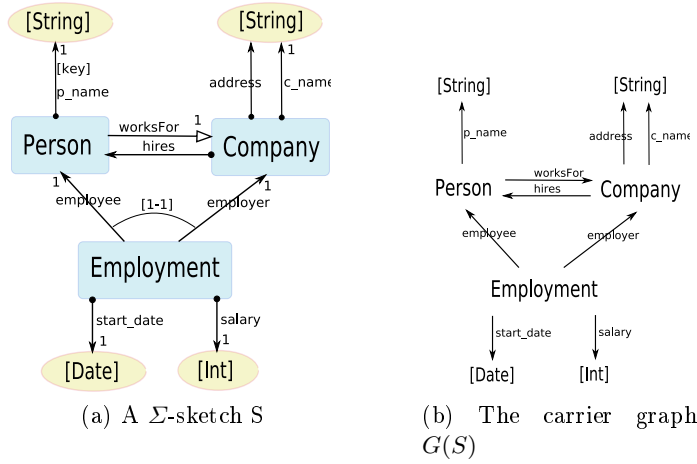 [String] [String]
1 1
[key]
p_name address c_name
Person worksFor 1 Company
hires
1 1
employee [1-1] employer
Employment
start_date salary
1 1
[Date] [Int]
(a) A Σ-sketch S
[String] [String]
p_name address c_name
Person worksFor Company
hires
employee employer
Employment
start_date salary
[Date] [Int]
(b) The carrier graph
G(S)